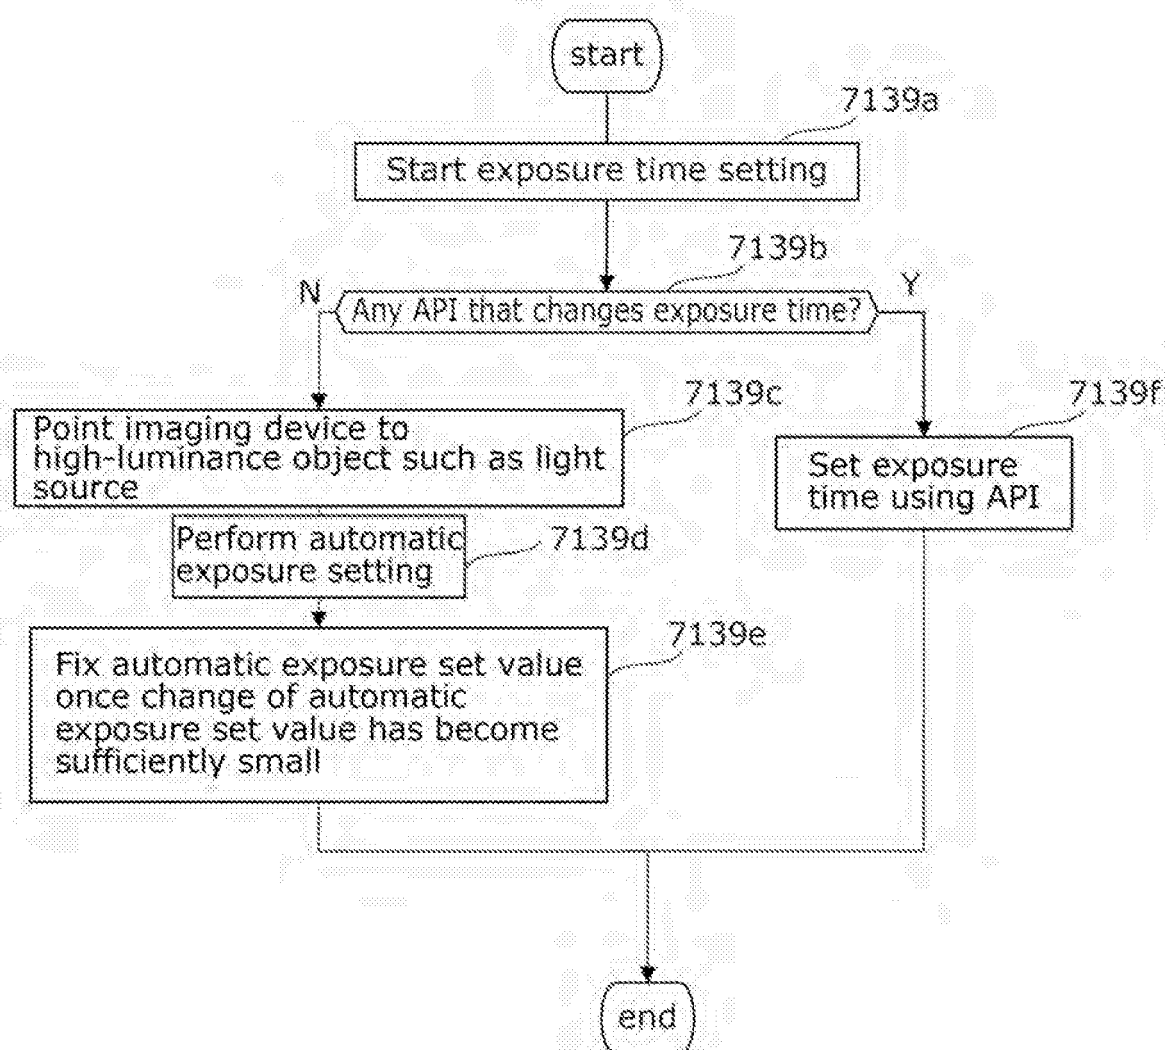 start
7139a
Start exposure time setting
7139b
N
Y
Any API that changes exposure time?
7139c
7139f
Point imaging device to
high-luminance object such as light
source
Set exposure
time using API
Perform automatic
exposure setting
7139d
7139e
Fix automatic exposure set value
once change of automatic
exposure set value has become
sufficiently small
end